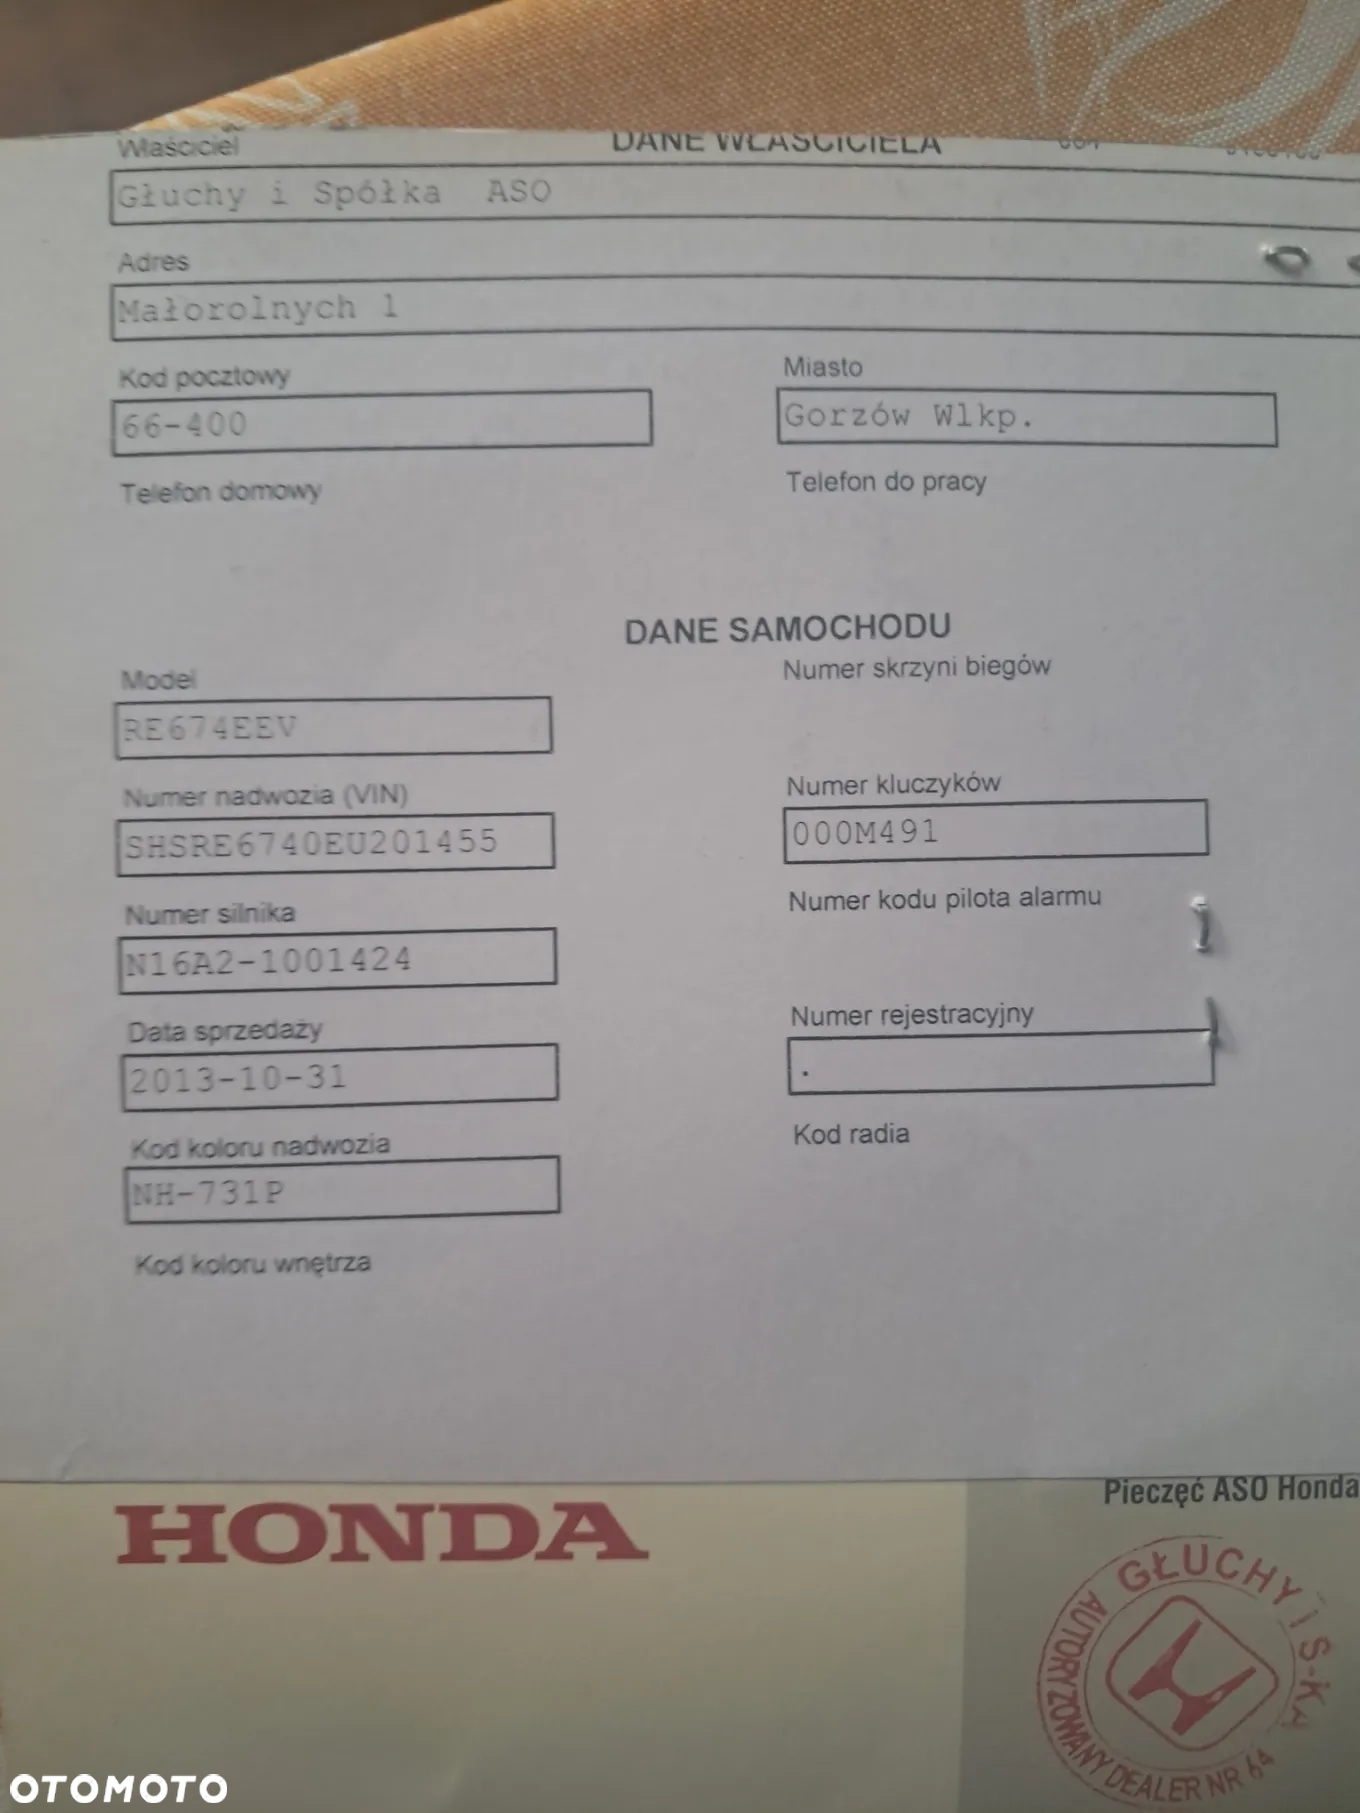 Właściciel DANE WŁAŚCICIELA
Głuchy i Spółka ASO
Adres
Małorolnych 1
Kod pocztowy Miasto
66-400 Gorzów Wlkp.
Telefon domowy Telefon do pracy
DANE SAMOCHODU
Model Numer skrzyni biegów
RE674EEV
Numer nadwozia (VIN) Numer kluczyków
SHSRE6740EU201455 000M491
Numer silnika Numer kodu pilota alarmu
N16A2-1001424
Data sprzedaży Numer rejestracyjny
2013-10-31 .
Kod koloru nadwozia Kod radia
NH-731P
Kod koloru wnętrza
Pieczęć ASO Honda
HONDA
GŁUCHY i S-KA
AUTORYZOWANY DEALER NR 64
OTOMOTO